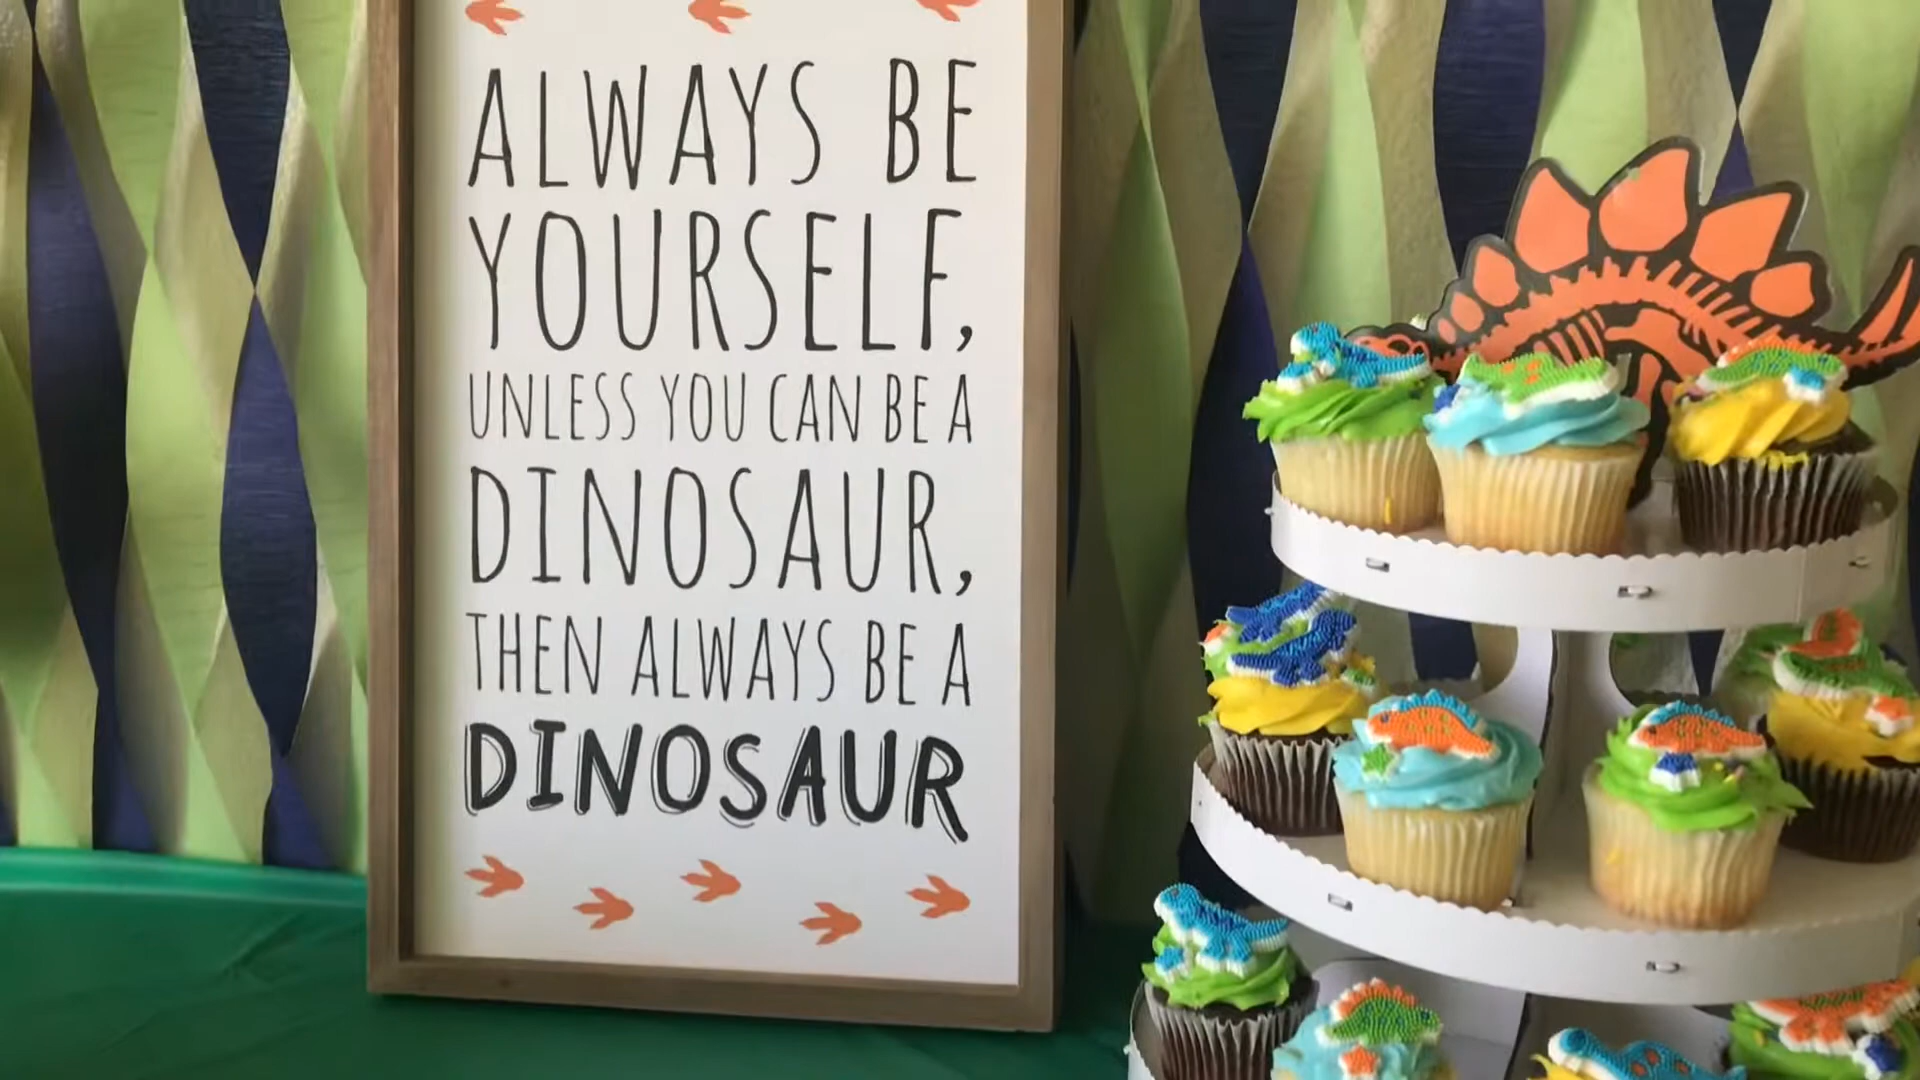 ALWAYS BE
YOURSELF,
UNLESS YOU CAN BE A
DINOSAUR,
THEN ALWAYS BE A
DINOSAUR